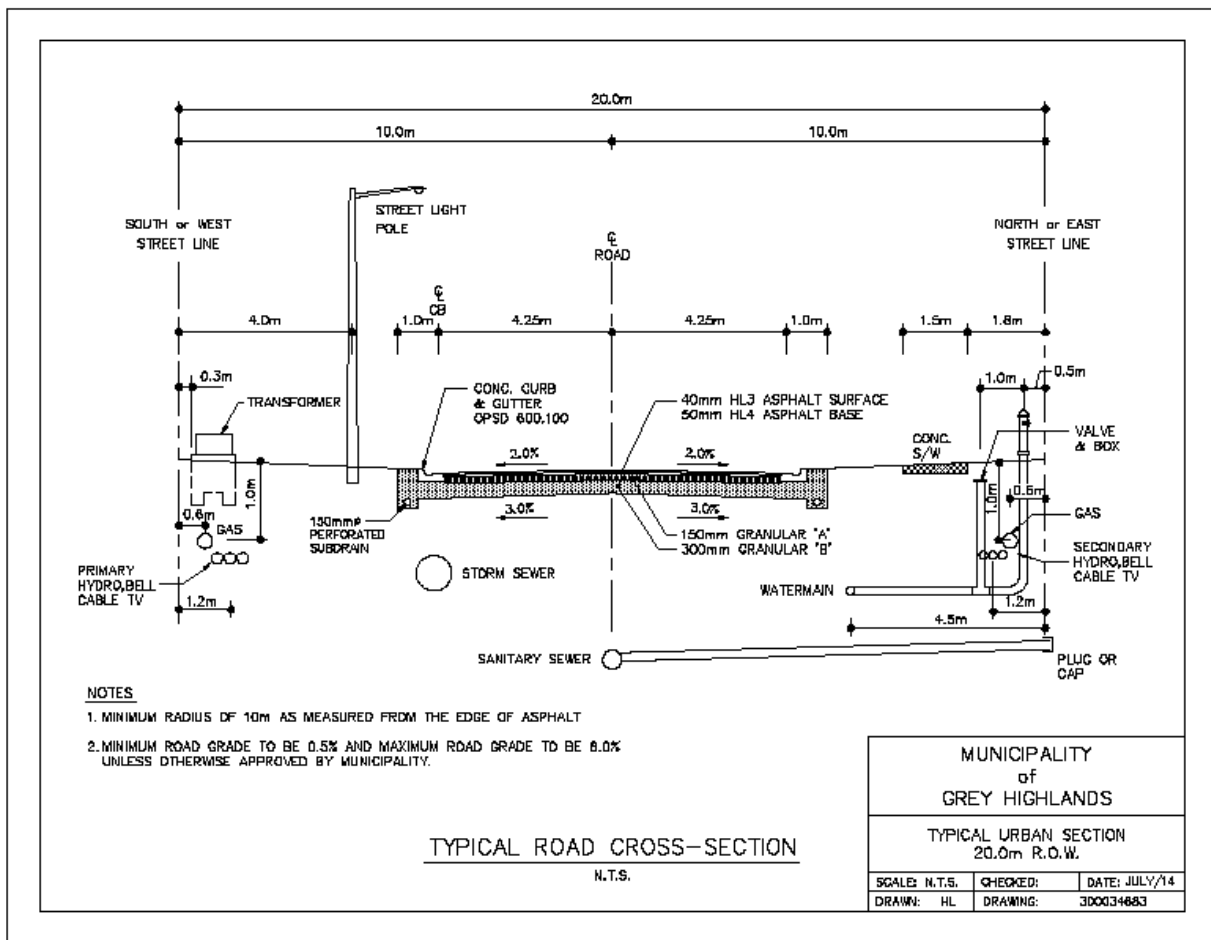 20.0m
10.0m
10.0m
STREET LIGHT
POLE
SOUTH or WEST
STREET LINE
NORTH or EAST
STREET LINE
℄
ROAD
℄
CB
4.0m
1.0m
4.25m
4.25m
1.0m
1.5m
1.8m
0.3m
1.0m
0.5m
TRANSFORMER
CONC. CURB
& GUTTER
OPSD 600.100
40mm HL3 ASPHALT SURFACE
50mm HL4 ASPHALT BASE
VALVE
& BOX
CONC.
S/W
2.0%
2.0%
1.0m
1.0m
0.6m
0.6m
3.0%
3.0%
GAS
150mmø
PERFORATED
SUBDRAIN
150mm GRANULAR "A"
300mm GRANULAR "B"
GAS
SECONDARY
HYDRO,BELL
CABLE TV
PRIMARY
HYDRO,BELL
CABLE TV
STORM SEWER
WATERMAIN
1.2m
1.2m
4.5m
SANITARY SEWER
PLUG OR
CAP
NOTES
1. MINIMUM RADIUS OF 10m AS MEASURED FROM THE EDGE OF ASPHALT
2. MINIMUM ROAD GRADE TO BE 0.5% AND MAXIMUM ROAD GRADE TO BE
UNLESS OTHERWISE APPROVED BY MUNICIPALITY.
TYPICAL ROAD CROSS-SECTION
N.T.S.
MUNICIPALITY
of
GREY HIGHLANDS
TYPICAL URBAN SECTION
20.0m R.O.W.
SCALE: N.T.S. CHECKED: DATE: JULY/14
DRAWN: HL DRAWING: 3D0034683